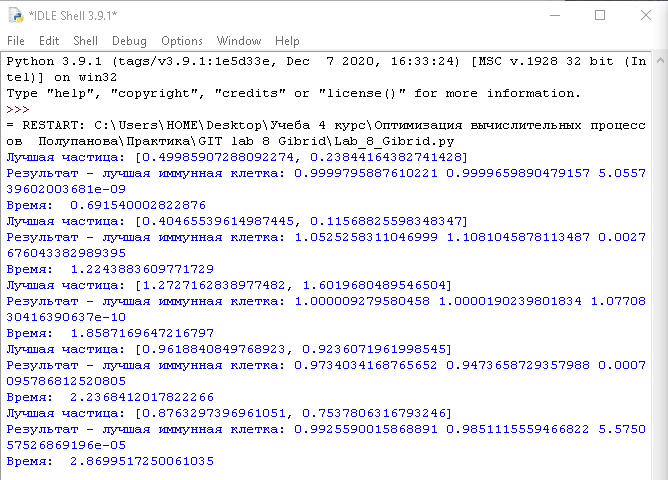 *IDLE Shell 3.9.1*
File Edit Shell Debug Options Window Help
Python 3.9.1 (tags/v3.9.1:1e5d33e, Dec  7 2020, 16:33:24) [MSC v.1928 32 bit (In
tel)] on win32
Type "help", "copyright", "credits" or "license()" for more information.
>>>
= RESTART: C:\Users\HOME\Desktop\Учеба 4 курс\Оптимизация вычислительных процесс
ов  Полупанова\Практика\GIT lab 8 Gibrid\Lab_8_Gibrid.py
Лучшая частица: [0.49985907288092274, 0.23844164382741428]
Результат - лучшая иммунная клетка: 0.9999795887610221 0.9999659890479157 5.0557
39602003681e-09
Время:  0.691540002822876
Лучшая частица: [0.40465539614987445, 0.11568825598348347]
Результат - лучшая иммунная клетка: 1.0525258311046999 1.1081045878113487 0.0027
676043382989395
Время:  1.2243883609771729
Лучшая частица: [1.2727162838977482, 1.6019680489546504]
Результат - лучшая иммунная клетка: 1.000009279580458 1.0000190239801834 1.07708
30416390637e-10
Время:  1.8587169647216797
Лучшая частица: [0.9618840849768923, 0.9236071961998545]
Результат - лучшая иммунная клетка: 0.9734034168765652 0.9473658729357988 0.0007
095786812520805
Время:  2.2368412017822266
Лучшая частица: [0.8763297396961051, 0.7537806316793246]
Результат - лучшая иммунная клетка: 0.9925590015868891 0.9851115559466822 5.5750
57526869196e-05
Время:  2.8699517250061035